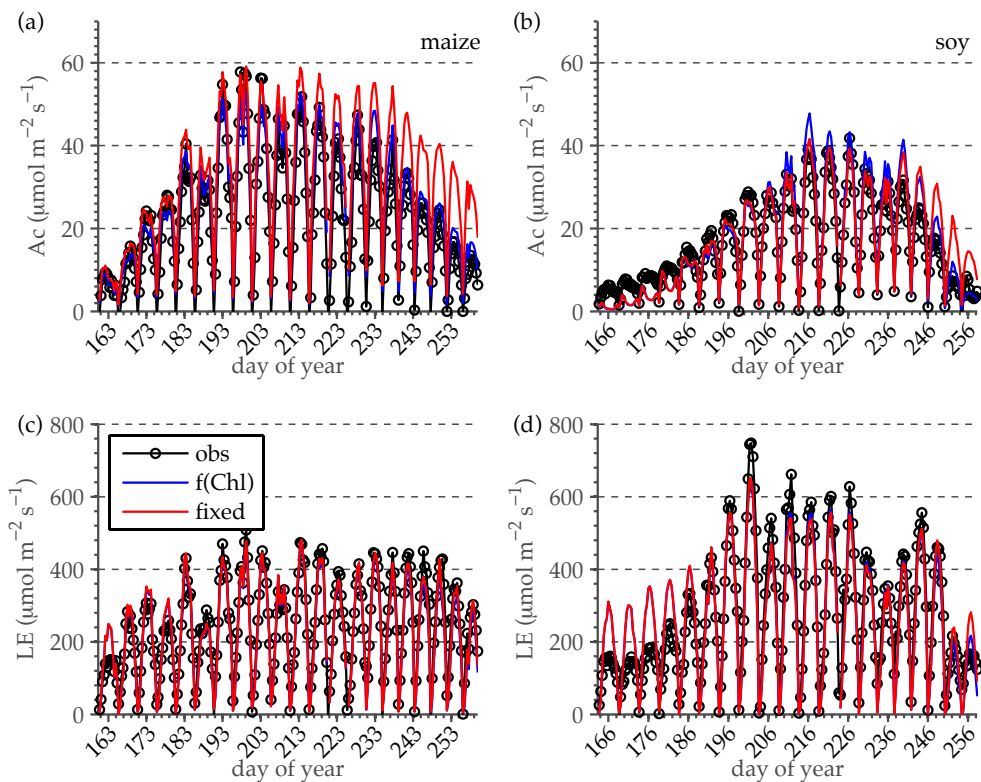 (a)
maize
Ac (μmol m⁻² s⁻¹)
60
40
20
0
163 173 183 193 203 213 223 233 243 253
day of year
(b)
soy
Ac (μmol m⁻² s⁻¹)
60
40
20
0
166 176 186 196 206 216 226 236 246 256
day of year
(c)
obs
f(Chl)
fixed
LE (μmol m⁻² s⁻¹)
800
600
400
200
0
163 173 183 193 203 213 223 233 243 253
day of year
(d)
LE (μmol m⁻² s⁻¹)
800
600
400
200
0
166 176 186 196 206 216 226 236 246 256
day of year